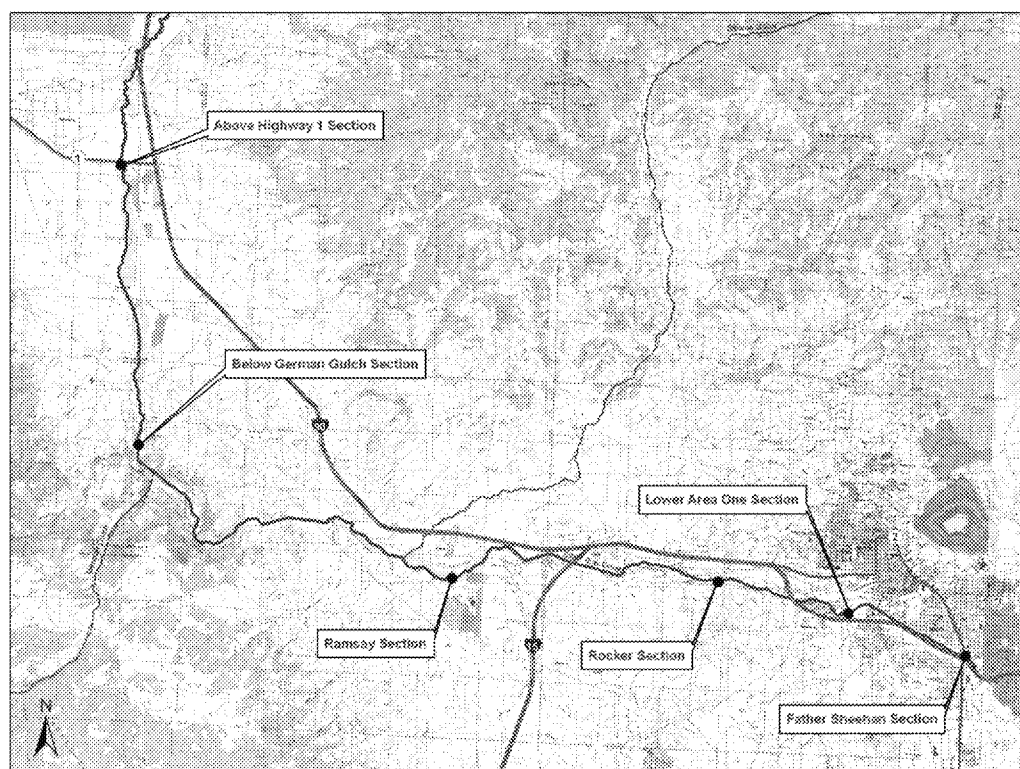 Above Highway 1 Section
1
Below German Gulch Section
Lower Area One Section
Ramsay Section
Rocker Section
Father Sheehan Section
N